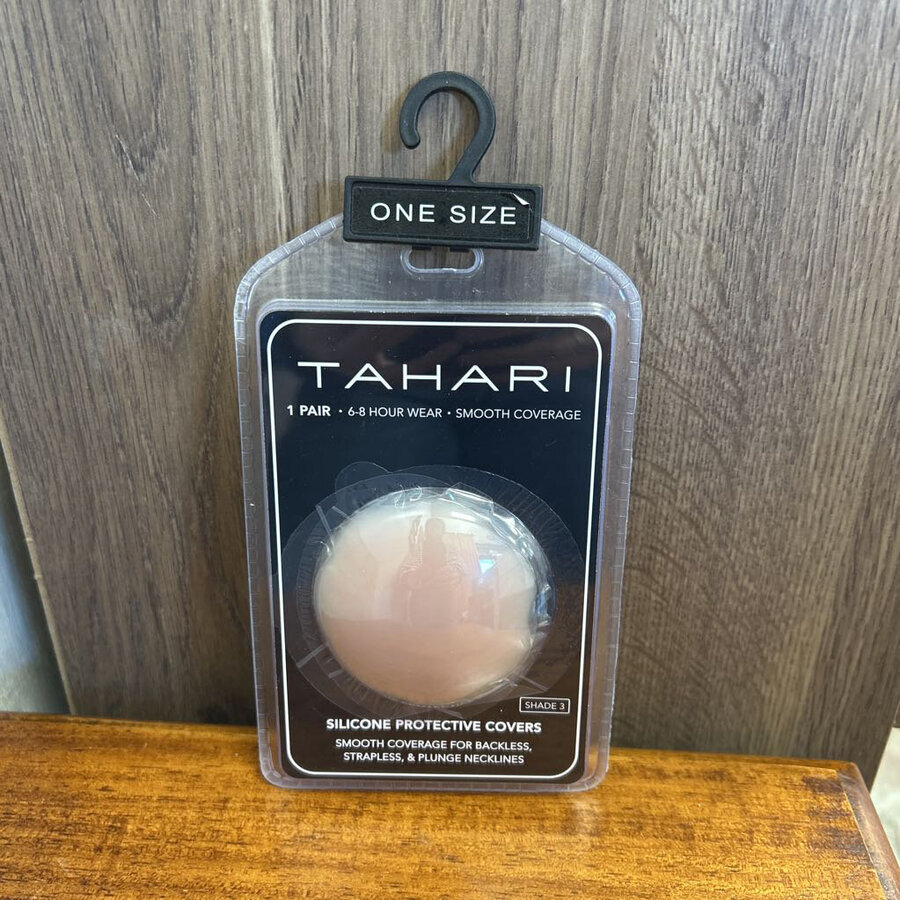 ONE SIZE
TAHARI
1 PAIR • 6-8 HOUR WEAR • SMOOTH COVERAGE
SHADE 3
SILICONE PROTECTIVE COVERS
SMOOTH COVERAGE FOR BACKLESS,
STRAPLESS, & PLUNGE NECKLINES